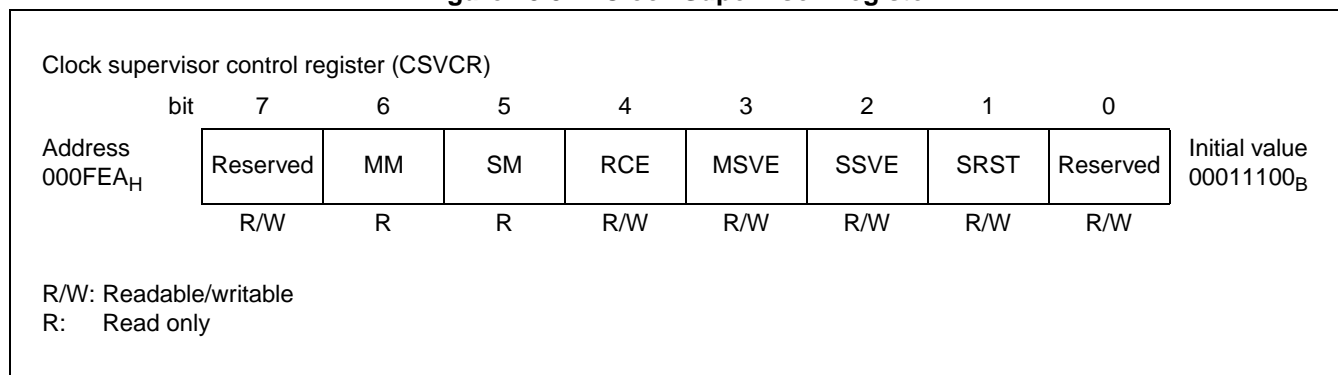 Clock supervisor control register (CSVCR)
bit 7 6 5 4 3 2 1 0
Address
000FEAH
Reserved MM SM RCE MSVE SSVE SRST Reserved
Initial value
00011100B
R/W R R R/W R/W R/W R/W R/W
R/W: Readable/writable
R: Read only